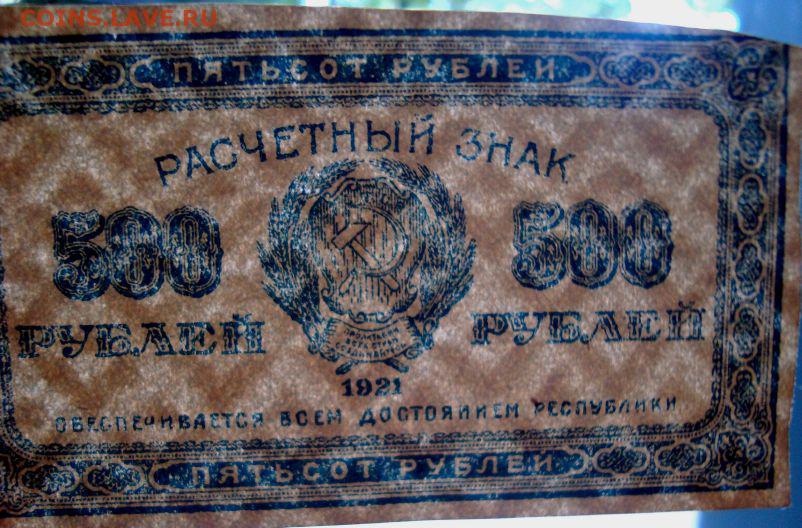 COINS.LAVE.RU
ПЯТЬСОТ РУБЛЕЙ
РАСЧЕТНЫЙ ЗНАК
500 500
РУБЛЕЙ РУБЛЕЙ
1921
ОБЕСПЕЧИВАЕТСЯ ВСЕМ ДОСТОЯНИЕМ РЕСПУБЛИКИ
ПЯТЬСОТ РУБЛЕЙ